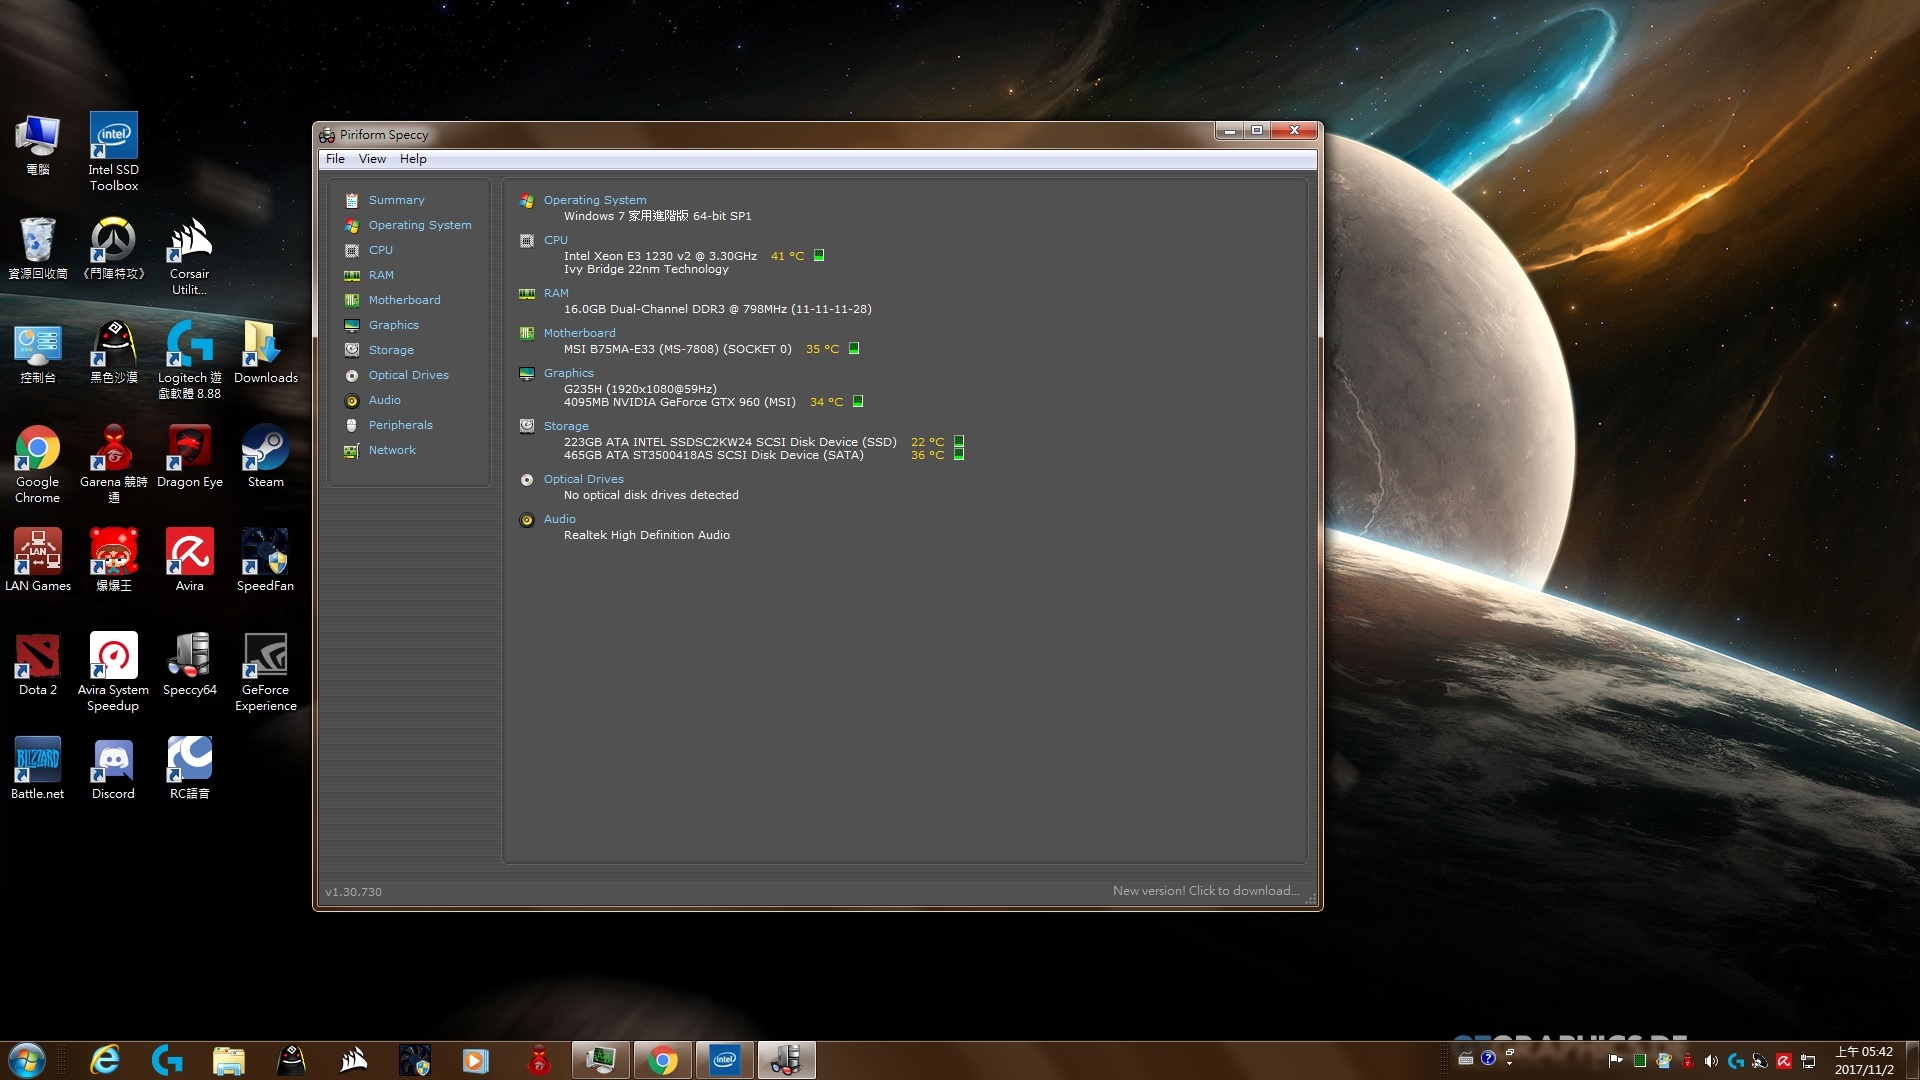 電腦
intel
Intel SSD
Toolbox
資源回收筒
《鬥陣特攻》
Corsair
Utilit...
控制台
黑色沙漠
Logitech 遊
戲軟體 8.88
Downloads
Google
Chrome
Garena 競時
通
Dragon Eye
Steam
LAN
LAN Games
爆爆王
Avira
SpeedFan
Dota 2
Avira System
Speedup
Speccy64
GeForce
Experience
BLIZZARD
Battle.net
Discord
RC語音
Piriform Speccy
File View Help
Summary
Operating System
CPU
RAM
Motherboard
Graphics
Storage
Optical Drives
Audio
Peripherals
Network
Operating System
Windows 7 家用進階版 64-bit SP1
CPU
Intel Xeon E3 1230 v2 @ 3.30GHz 41 °C
Ivy Bridge 22nm Technology
RAM
16.0GB Dual-Channel DDR3 @ 798MHz (11-11-11-28)
Motherboard
MSI B75MA-E33 (MS-7808) (SOCKET 0) 35 °C
Graphics
G235H (1920x1080@59Hz)
4095MB NVIDIA GeForce GTX 960 (MSI) 34 °C
Storage
223GB ATA INTEL SSDSC2KW24 SCSI Disk Device (SSD) 22 °C
465GB ATA ST3500418AS SCSI Disk Device (SATA) 36 °C
Optical Drives
No optical disk drives detected
Audio
Realtek High Definition Audio
v1.30.730
New version! Click to download...
intel
上午 05:42
2017/11/2